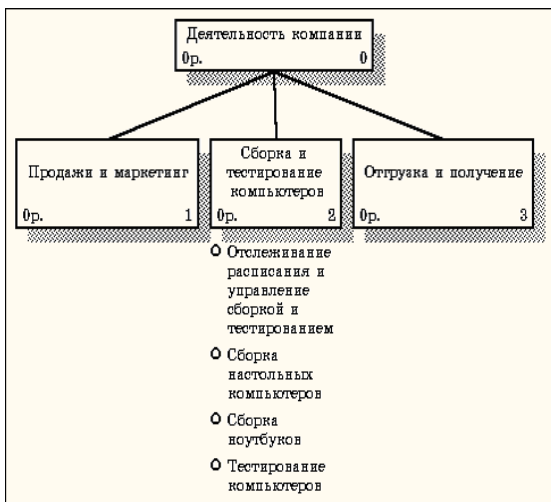 Деятельность компании
0р. 0
Продажи и маркетинг
0р. 1
Сборка и
тестирование
компьютеров
0р. 2
Отгрузка и получение
0р. 3
Отслеживание
расписания и
управление
сборкой и
тестированием
Сборка
настольных
компьютеров
Сборка
ноутбуков
Тестирование
компьютеров